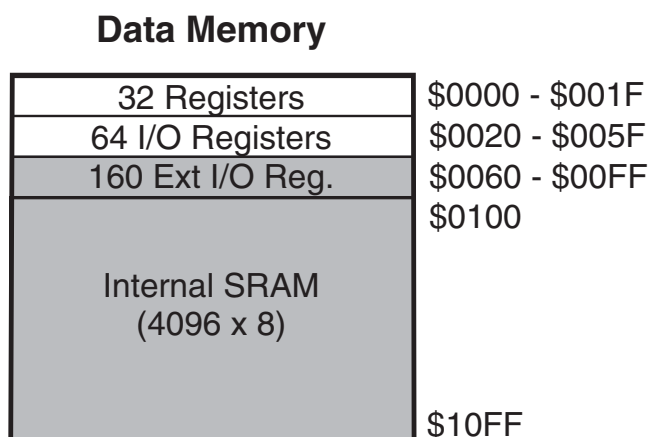 Data Memory
32 Registers $0000 - $001F
64 I/O Registers $0020 - $005F
160 Ext I/O Reg. $0060 - $00FF
$0100
Internal SRAM
(4096 x 8)
$10FF